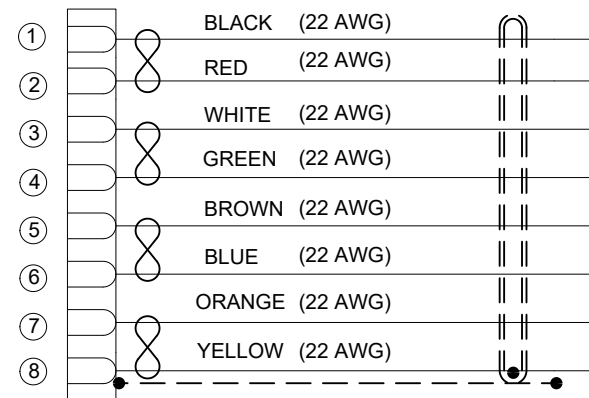 1 BLACK (22 AWG)
2 RED (22 AWG)
3 WHITE (22 AWG)
4 GREEN (22 AWG)
5 BROWN (22 AWG)
6 BLUE (22 AWG)
7 ORANGE (22 AWG)
8 YELLOW (22 AWG)